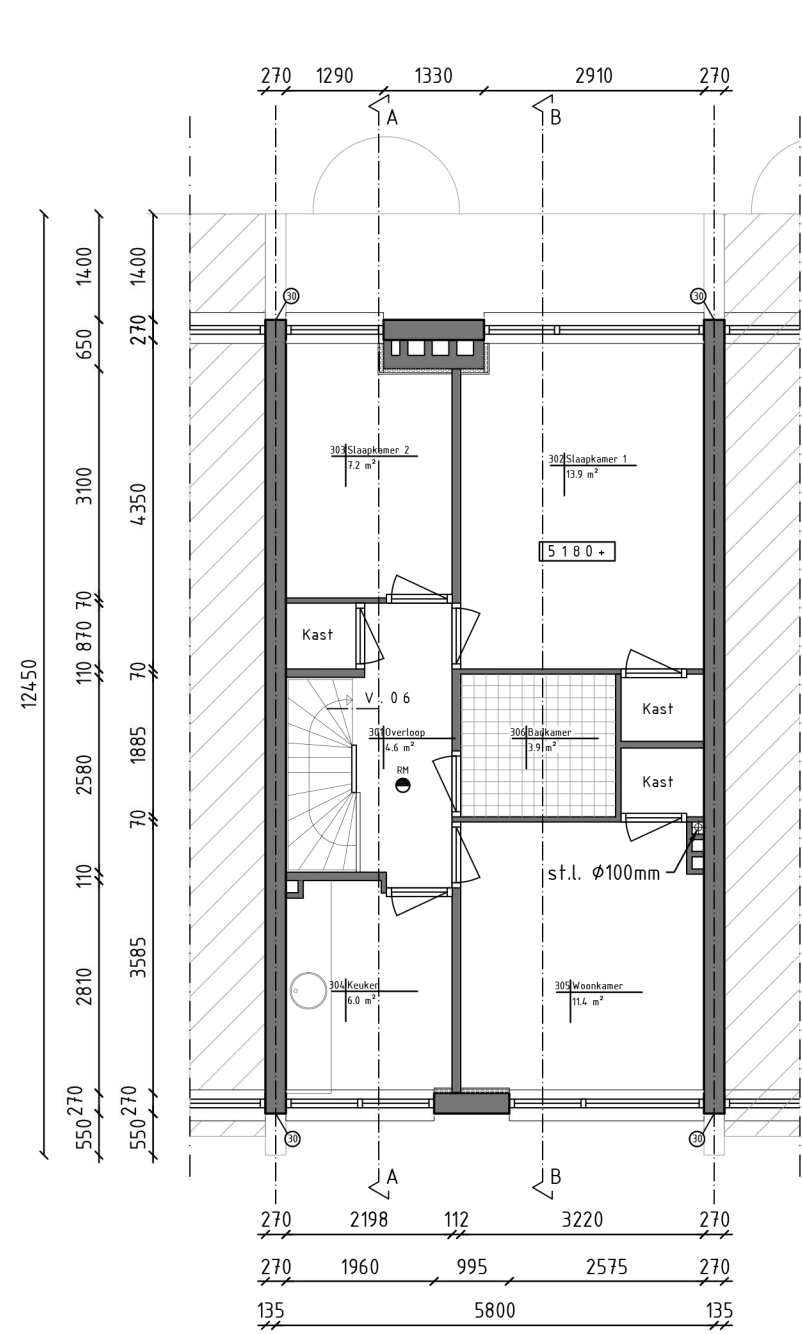 270 1290 1330 2910 270
A B
1400 1400
30 30
650 270
303 Slaapkamer 2
7.2 m²
302 Slaapkamer 1
13.9 m²
3100 4350
5180+
70
Kast
870
110 70
V .06
Kast
301 Overloop
4.6 m²
306 Badkamer
3.9 m²
12450
1885
2580
RM
Kast
70
st.l. Ø100mm
110
3585
2810
304 Keuken
6.0 m²
305 Woonkamer
11.4 m²
270 270
550 550
30 30
A B
270 2198 112 3220 270
270 1960 995 2575 270
135 5800 135